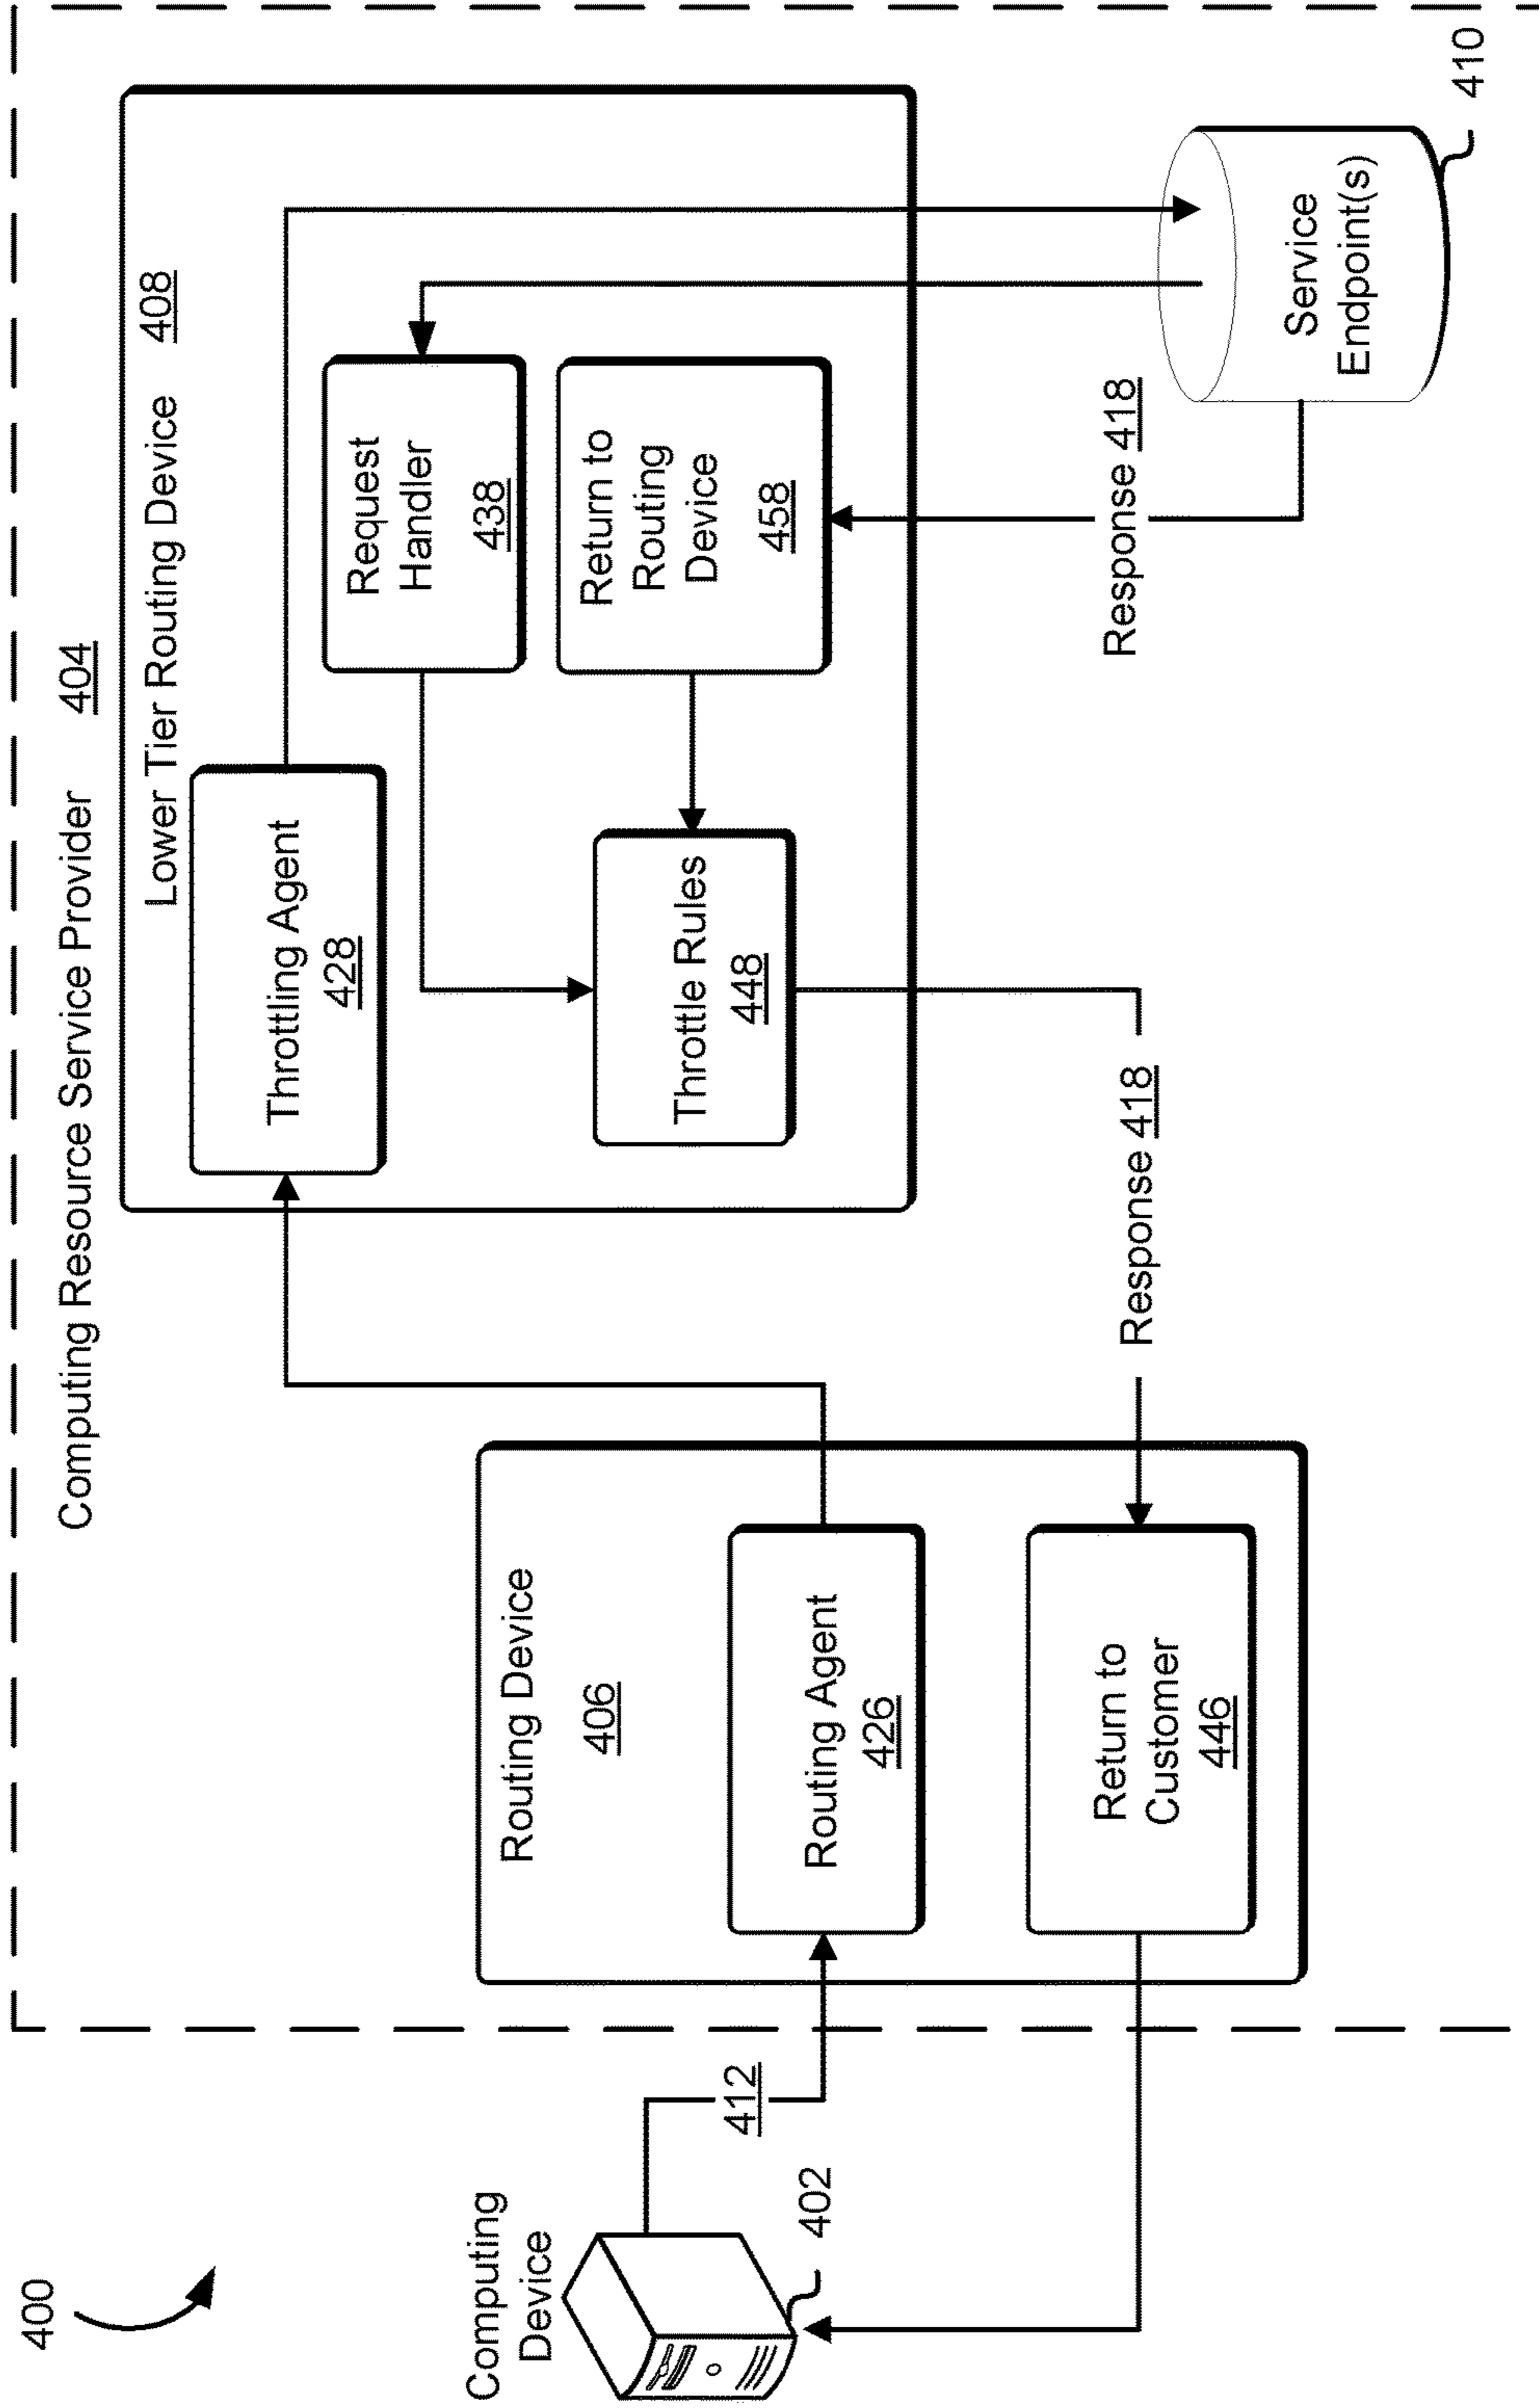 400
Computing Resource Service Provider 404
Lower Tier Routing Device 408
Throttling Agent
428
Request
Handler
438
Throttle Rules
448
Return to
Routing
Device
458
Routing Device
406
Routing Agent
426
Return to
Customer
446
Computing
Device
402
412
Response 418
Response 418
Service
Endpoint(s)
410